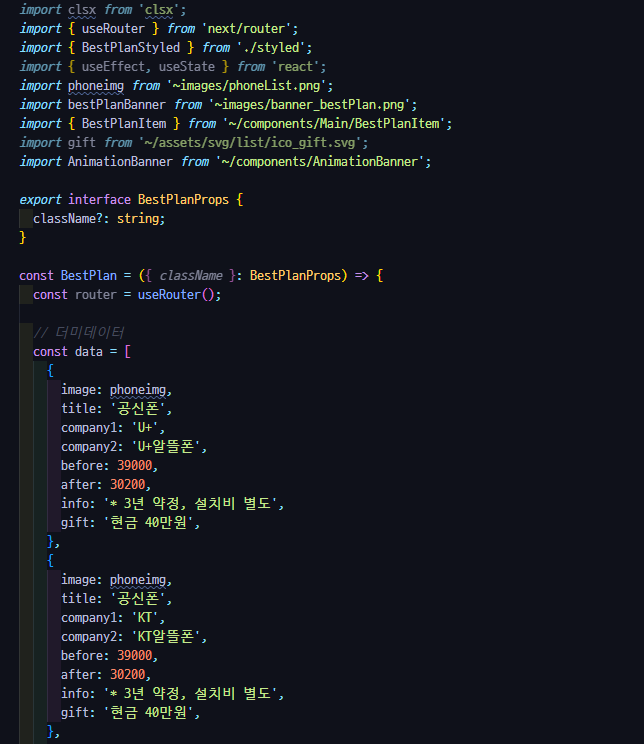 import clsx from 'clsx';
import { useRouter } from 'next/router';
import { BestPlanStyled } from './styled';
import { useEffect, useState } from 'react';
import phoneimg from '~images/phoneList.png';
import bestPlanBanner from '~images/banner_bestPlan.png';
import { BestPlanItem } from '~/components/Main/BestPlanItem';
import gift from '~/assets/svg/list/ico_gift.svg';
import AnimationBanner from '~/components/AnimationBanner';
export interface BestPlanProps {
className?: string;
}
const BestPlan = ({ className }: BestPlanProps) => {
const router = useRouter();
// 더미데이터
const data = [
{
image: phoneimg,
title: '공신폰',
company1: 'U+',
company2: 'U+알뜰폰',
before: 39000,
after: 30200,
info: '* 3년 약정, 설치비 별도',
gift: '현금 40만원',
},
{
image: phoneimg,
title: '공신폰',
company1: 'KT',
company2: 'KT알뜰폰',
before: 39000,
after: 30200,
info: '* 3년 약정, 설치비 별도',
gift: '현금 40만원',
},